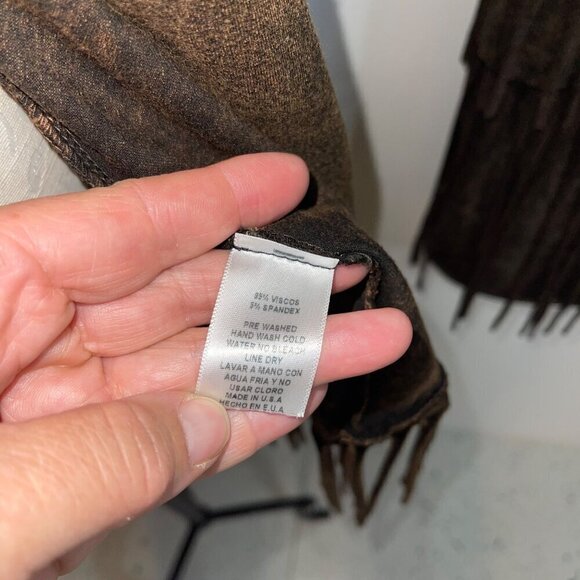 95% VISCOS
5% SPANDEX
PRE WASHED
HAND WASH COLD
WATER NO BLEACH
LINE DRY
LAVAR A MANO CON
AGUA FRIA Y NO
USAR CLORO
MADE IN U.S.A
HECHO EN E.U.A